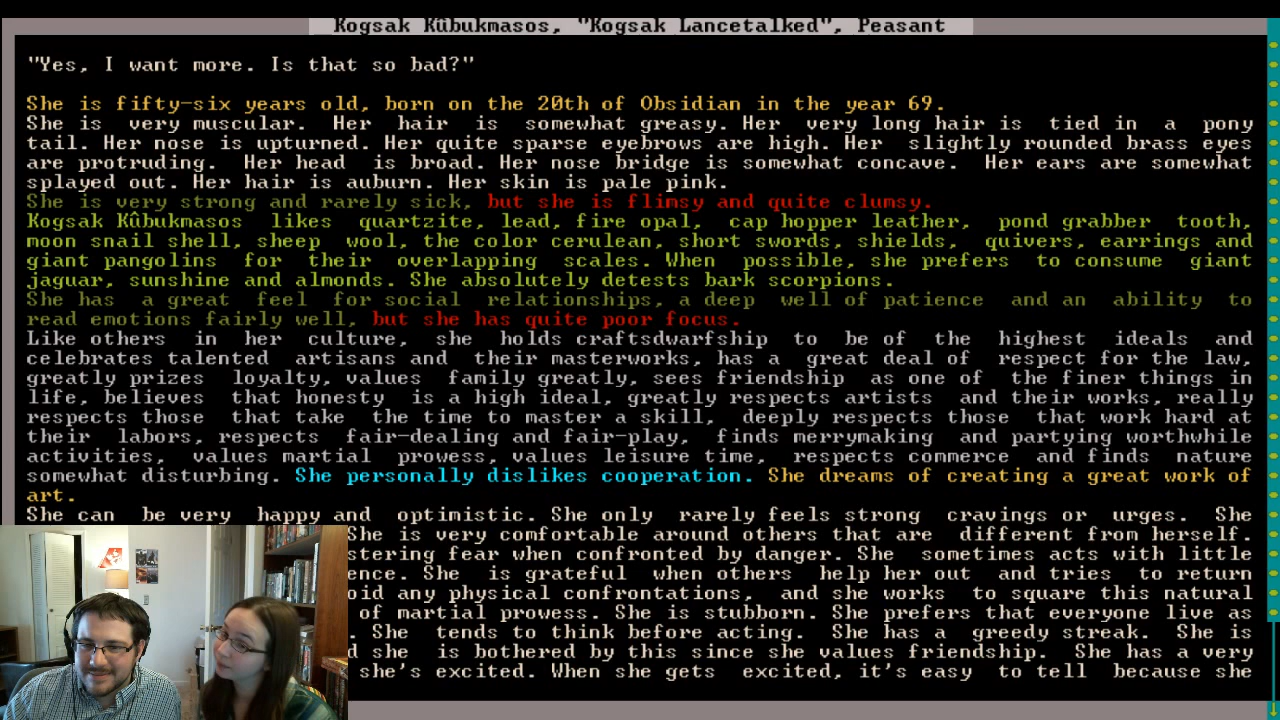 Kogsak Kûbukmasos, "Kogsak Lancetalked", Peasant
"Yes, I want more. Is that so bad?"
She is fifty-six years old, born on the 20th of Obsidian in the year 69.
She is very muscular. Her hair is somewhat greasy. Her very long hair is tied in a pony
tail. Her nose is upturned. Her quite sparse eyebrows are high. Her slightly rounded brass eyes
are protruding. Her head is broad. Her nose bridge is somewhat concave. Her ears are somewhat
splayed out. Her hair is auburn. Her skin is pale pink.
She is very strong and rarely sick, but she is flimsy and quite clumsy.
Kogsak Kûbukmasos likes quartzite, lead, fire opal, cap hopper leather, pond grabber tooth,
moon snail shell, sheep wool, the color cerulean, short swords, shields, quivers, earrings and
giant pangolins for their overlapping scales. When possible, she prefers to consume giant
jaguar, sunshine and almonds. She absolutely detests bark scorpions.
She has a great feel for social relationships, a deep well of patience and an ability to
read emotions fairly well, but she has quite poor focus.
Like others in her culture, she holds craftsdwarfship to be of the highest ideals and
celebrates talented artisans and their masterworks, has a great deal of respect for the law,
greatly prizes loyalty, values family greatly, sees friendship as one of the finer things in
life, believes that honesty is a high ideal, greatly respects artists and their works, really
respects those that take the time to master a skill, deeply respects those that work hard at
their labors, respects fair-dealing and fair-play, finds merrymaking and partying worthwhile
activities, values martial prowess, values leisure time, respects commerce and finds nature
somewhat disturbing. She personally dislikes cooperation. She dreams of creating a great work of
art.
She can be very happy and optimistic. She only rarely feels strong cravings or urges. She
She is very comfortable around others that are different from herself.
stering fear when confronted by danger. She sometimes acts with little
ence. She is grateful when others help her out and tries to return
oid any physical confrontations, and she works to square this natural
of martial prowess. She is stubborn. She prefers that everyone live as
. She tends to think before acting. She has a greedy streak. She is
d she is bothered by this since she values friendship. She has a very
she's excited. When she gets excited, it's easy to tell because she